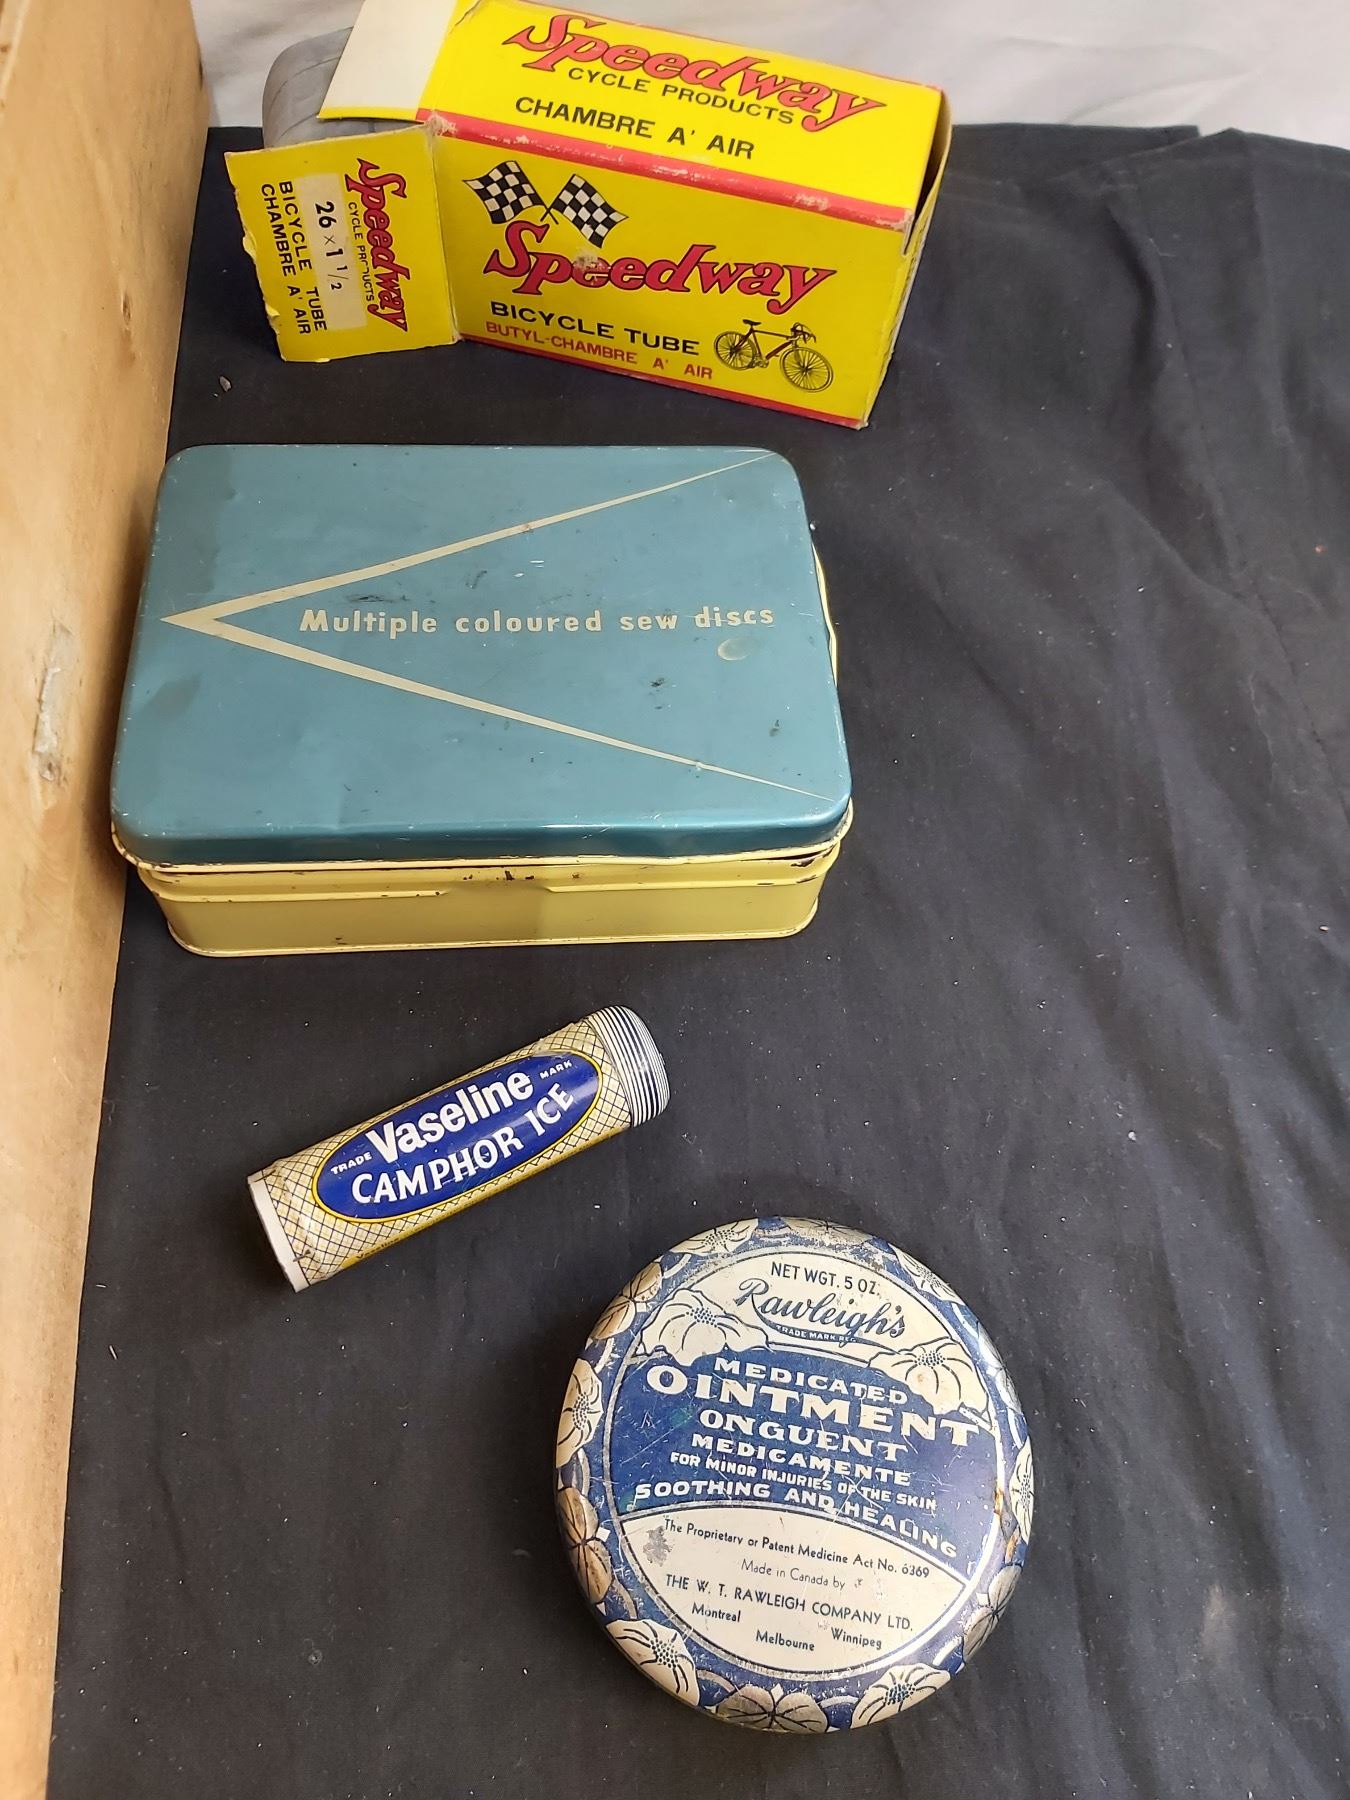 Speedway
CYCLE PRODUCTS
CHAMBRE A' AIR
Speedway
CYCLE PRODUCTS
26 x 1 1/2
BICYCLE TUBE
CHAMBRE A' AIR
Speedway
BICYCLE TUBE
BUTYL-CHAMBRE A' AIR
Multiple coloured sew discs
TRADE Vaseline MARK
CAMPHOR ICE
NET WGT. 5 OZ.
Rawleigh's
TRADE MARK REG.
MEDICATED
OINTMENT
ONGUENT
MEDICAMENTE
FOR MINOR INJURIES OF THE SKIN
SOOTHING AND HEALING
The Proprietary or Patent Medicine Act No. 6369
Made in Canada by
THE W. T. RAWLEIGH COMPANY LTD.
Montreal Winnipeg
Melbourne